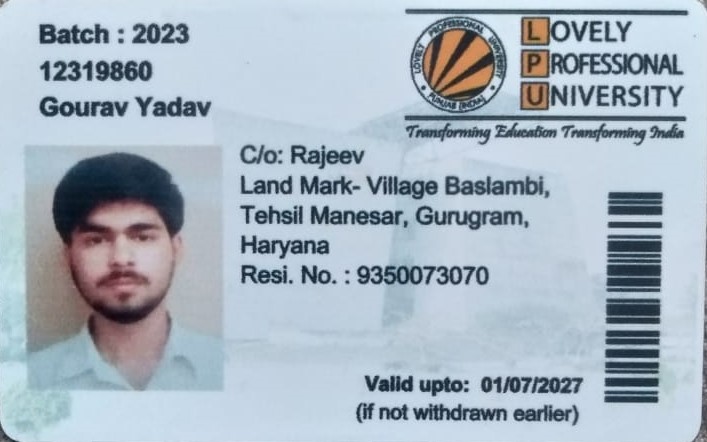 Batch : 2023
12319860
Gourav Yadav
LOVELY
PROFESSIONAL
UNIVERSITY
LOVELY PROFESSIONAL UNIVERSITY
PUNJAB (INDIA)
Transforming Education Transforming India
C/o: Rajeev
Land Mark- Village Baslambi,
Tehsil Manesar, Gurugram,
Haryana
Resi. No. : 9350073070
Valid upto: 01/07/2027
(if not withdrawn earlier)